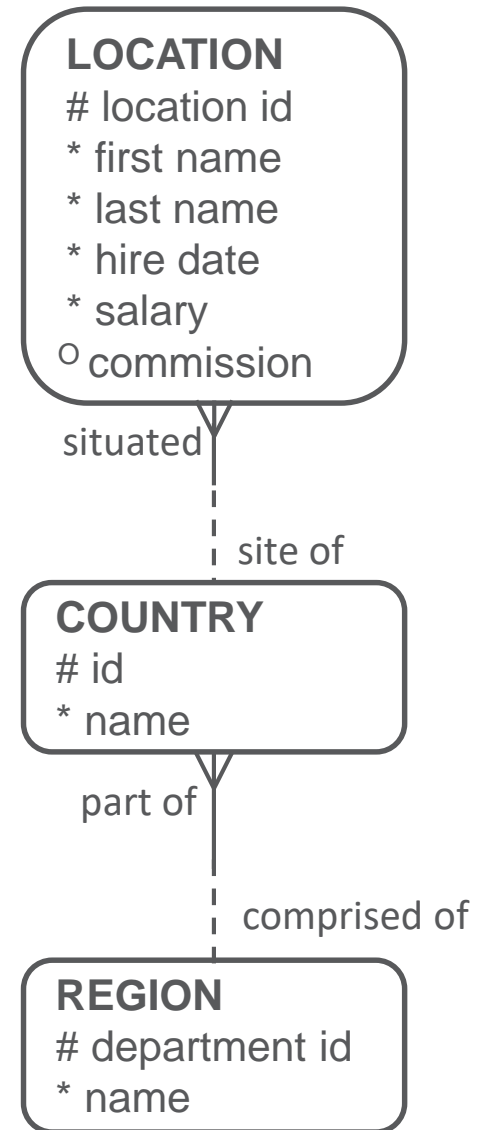 LOCATION
# location id
* first name
* last name
* hire date
* salary
O commission
situated
site of
COUNTRY
# id
* name
part of
comprised of
REGION
# department id
* name